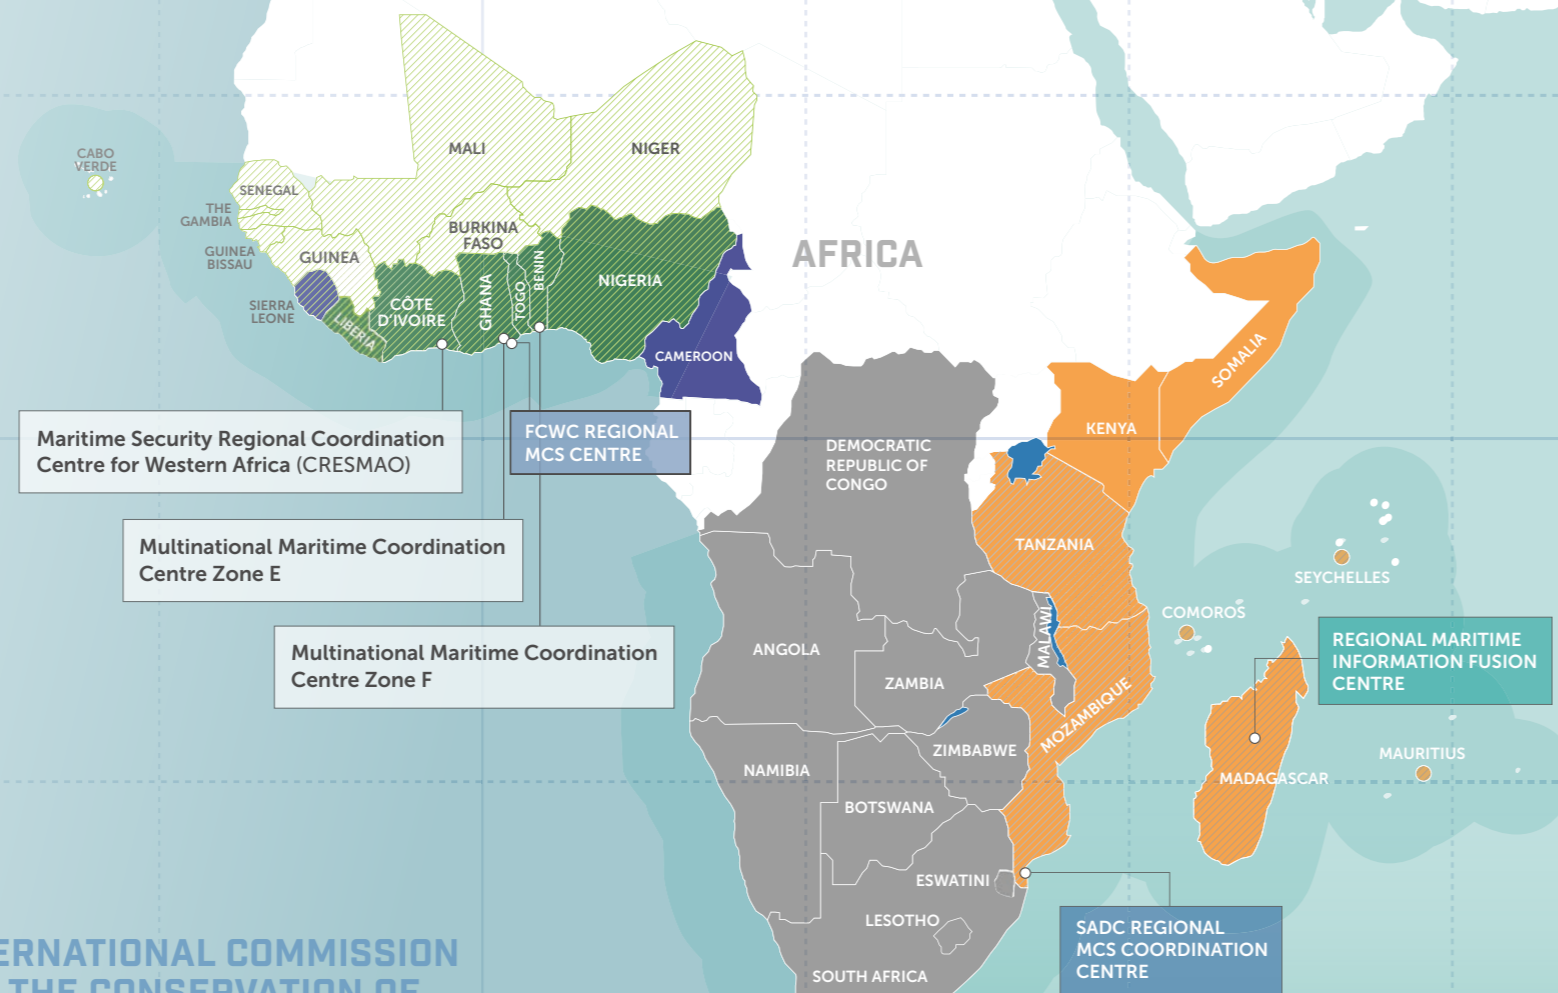 CABO
VERDE
MALI
NIGER
SENEGAL
THE
GAMBIA
GUINEA
BISSAU
GUINEA
BURKINA
FASO
SIERRA
LEONE
LIBERIA
CÔTE
D'IVOIRE
GHANA
TOGO
BENIN
NIGERIA
CAMEROON
AFRICA
SOMALIA
KENYA
Maritime Security Regional Coordination
Centre for Western Africa (CRESMAO)
FCWC REGIONAL
MCS CENTRE
Multinational Maritime Coordination
Centre Zone E
Multinational Maritime Coordination
Centre Zone F
DEMOCRATIC
REPUBLIC OF
CONGO
TANZANIA
SEYCHELLES
COMOROS
REGIONAL MARITIME
INFORMATION FUSION
CENTRE
ANGOLA
ZAMBIA
MALAWI
MOZAMBIQUE
ZIMBABWE
MAURITIUS
MADAGASCAR
NAMIBIA
BOTSWANA
ESWATINI
LESOTHO
SOUTH AFRICA
SADC REGIONAL
MCS COORDINATION
CENTRE
ERNATIONAL COMMISSION
THE CONSERVATION OF